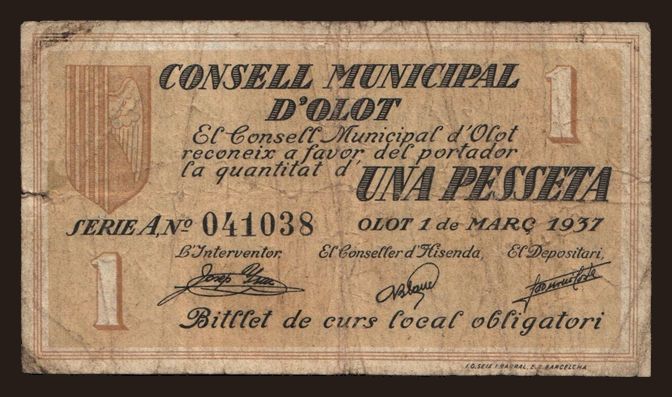 1
CONSELL MUNICIPAL
D'OLOT
El Consell Municipal d'Olot
reconeix a favor del portador
la quantitat d' UNA PESSETA
SERIE A, Nº 041038
OLOT 1 de MARÇ 1937
L'Interventor,
El Conseller d'Hisenda,
El Depositari,
1
Bitllet de curs local obligatori
BARCELONA